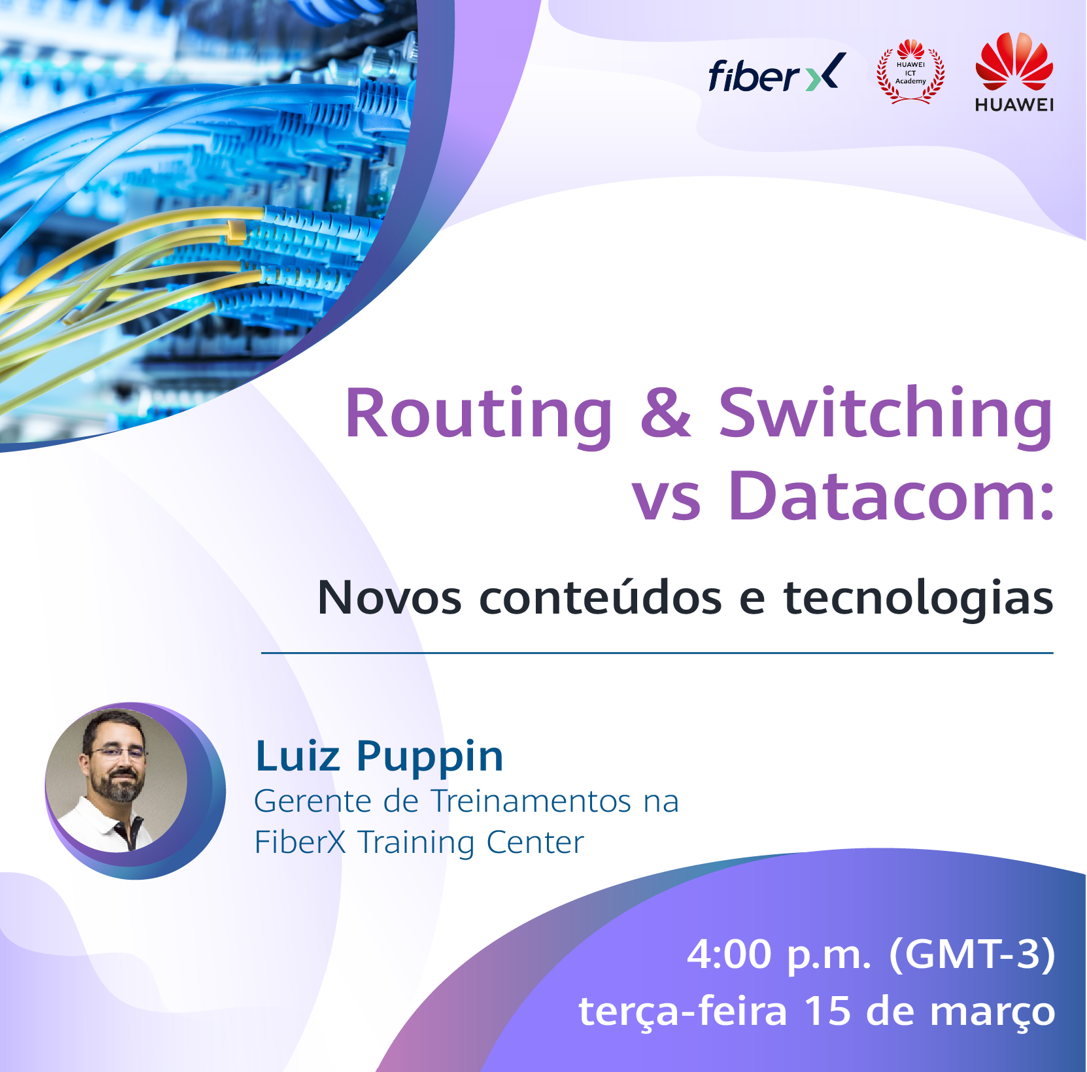 fiber x
HUAWEI
ICT
Academy
HUAWEI
Routing & Switching
vs Datacom:
Novos conteúdos e tecnologias
Luiz Puppin
Gerente de Treinamentos na
FiberX Training Center
4:00 p.m. (GMT-3)
terça-feira 15 de março